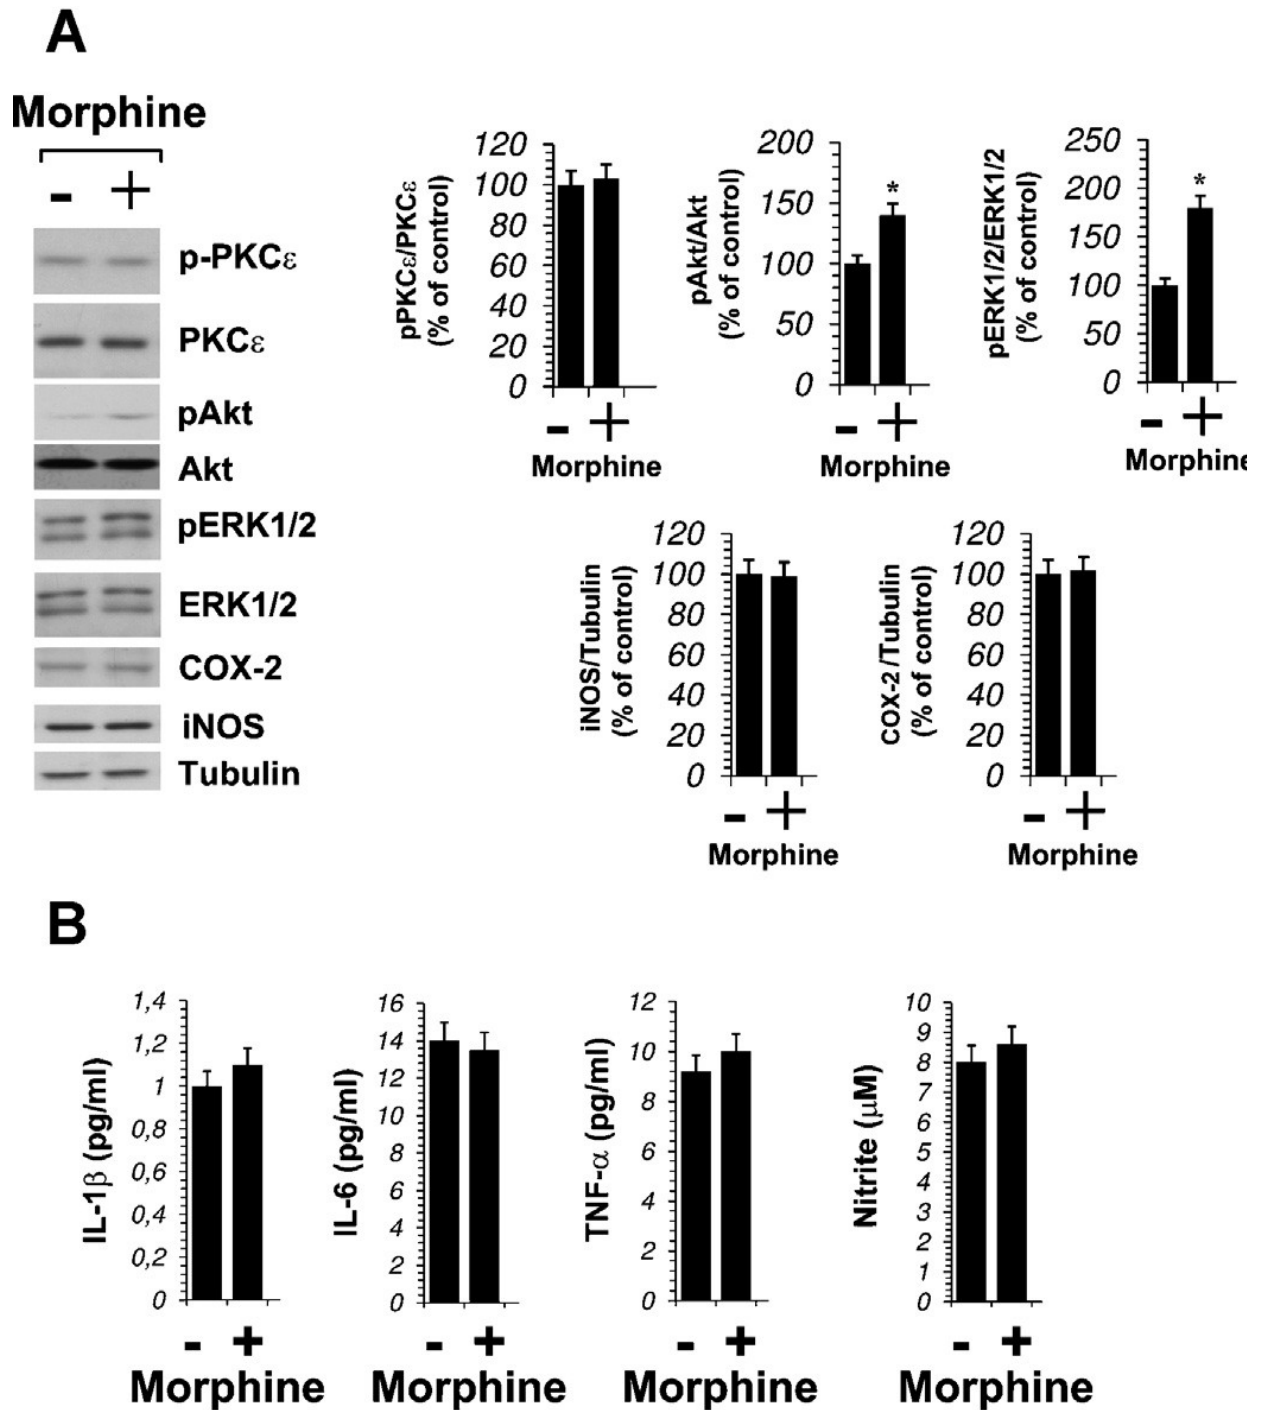 A
Morphine
- +
p-PKCε
PKCε
pAkt
Akt
pERK1/2
ERK1/2
COX-2
iNOS
Tubulin
pPKCε/PKCε
(% of control)
120
100
80
60
40
20
0
- +
Morphine
pAkt/Akt
(% of control)
200
150
100
50
0
*
- +
Morphine
pERK1/2/ERK1/2
(% of control)
250
200
150
100
50
0
*
- +
Morphine
iNOS/Tubulin
(% of control)
120
100
80
60
40
20
0
- +
Morphine
COX-2/Tubulin
(% of control)
120
100
80
60
40
20
0
- +
Morphine
B
IL-1β (pg/ml)
1,4
1,2
1
0,8
0,6
0,4
0,2
0
- +
Morphine
IL-6 (pg/ml)
16
14
12
10
8
6
4
2
0
- +
Morphine
TNF-α (pg/ml)
12
10
8
6
4
2
0
- +
Morphine
Nitrite (μM)
10
9
8
7
6
5
4
3
2
1
0
- +
Morphine